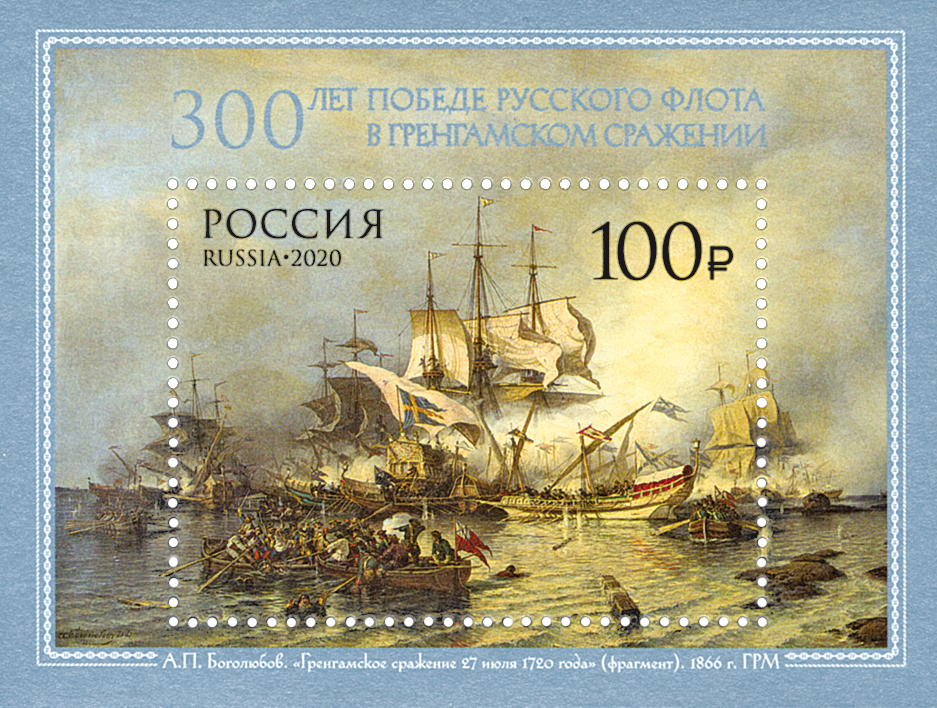 300 ЛЕТ ПОБЕДЕ РУССКОГО ФЛОТА
В ГРЕНГАМСКОМ СРАЖЕНИИ
РОССИЯ
RUSSIA•2020
100₽
А.П. Боголюбов. «Гренгамское сражение 27 июля 1720 года» (фрагмент). 1866 г. ГРМ